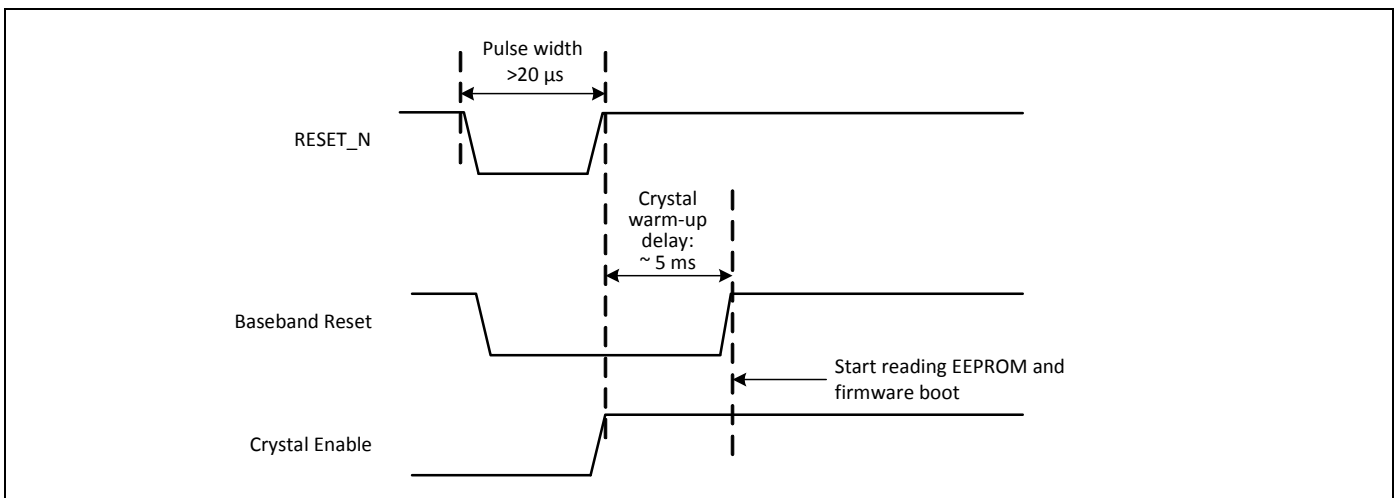 Pulse width
>20 µs
RESET_N
Crystal
warm-up
delay:
~ 5 ms
Baseband Reset
Start reading EEPROM and
firmware boot
Crystal Enable